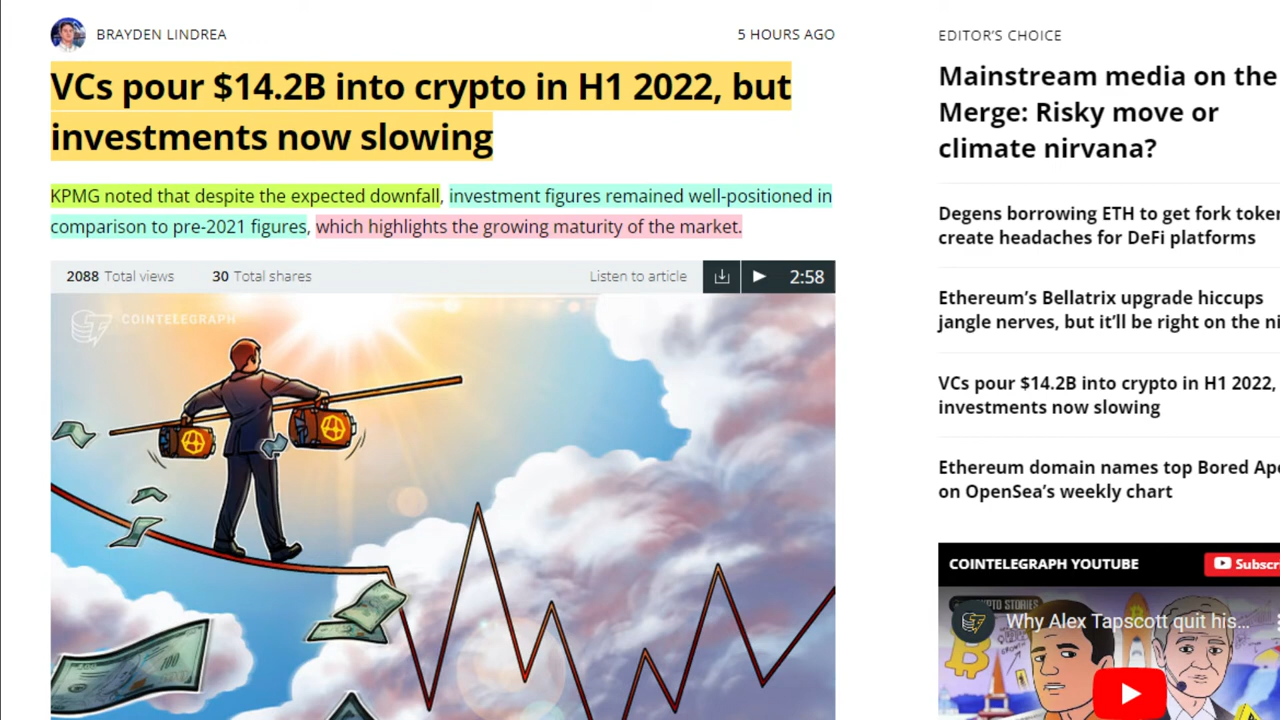 BRAYDEN LINDREA
5 HOURS AGO
VCs pour $14.2B into crypto in H1 2022, but
investments now slowing
KPMG noted that despite the expected downfall, investment figures remained well-positioned in
comparison to pre-2021 figures, which highlights the growing maturity of the market.
2088 Total views
30 Total shares
Listen to article
2:58
COINTELEGRAPH
100
EDITOR'S CHOICE
Mainstream media on the
Merge: Risky move or
climate nirvana?
Degens borrowing ETH to get fork
create headaches for DeFi platforms
Ethereum's Bellatrix upgrade hiccups
jangle nerves, but it'll be right on the
VCs pour $14.2B into crypto in H1 2022,
investments now slowing
Ethereum domain names top Bored
on OpenSea's weekly chart
COINTELEGRAPH YOUTUBE
Why Alex Tapscott quit his...